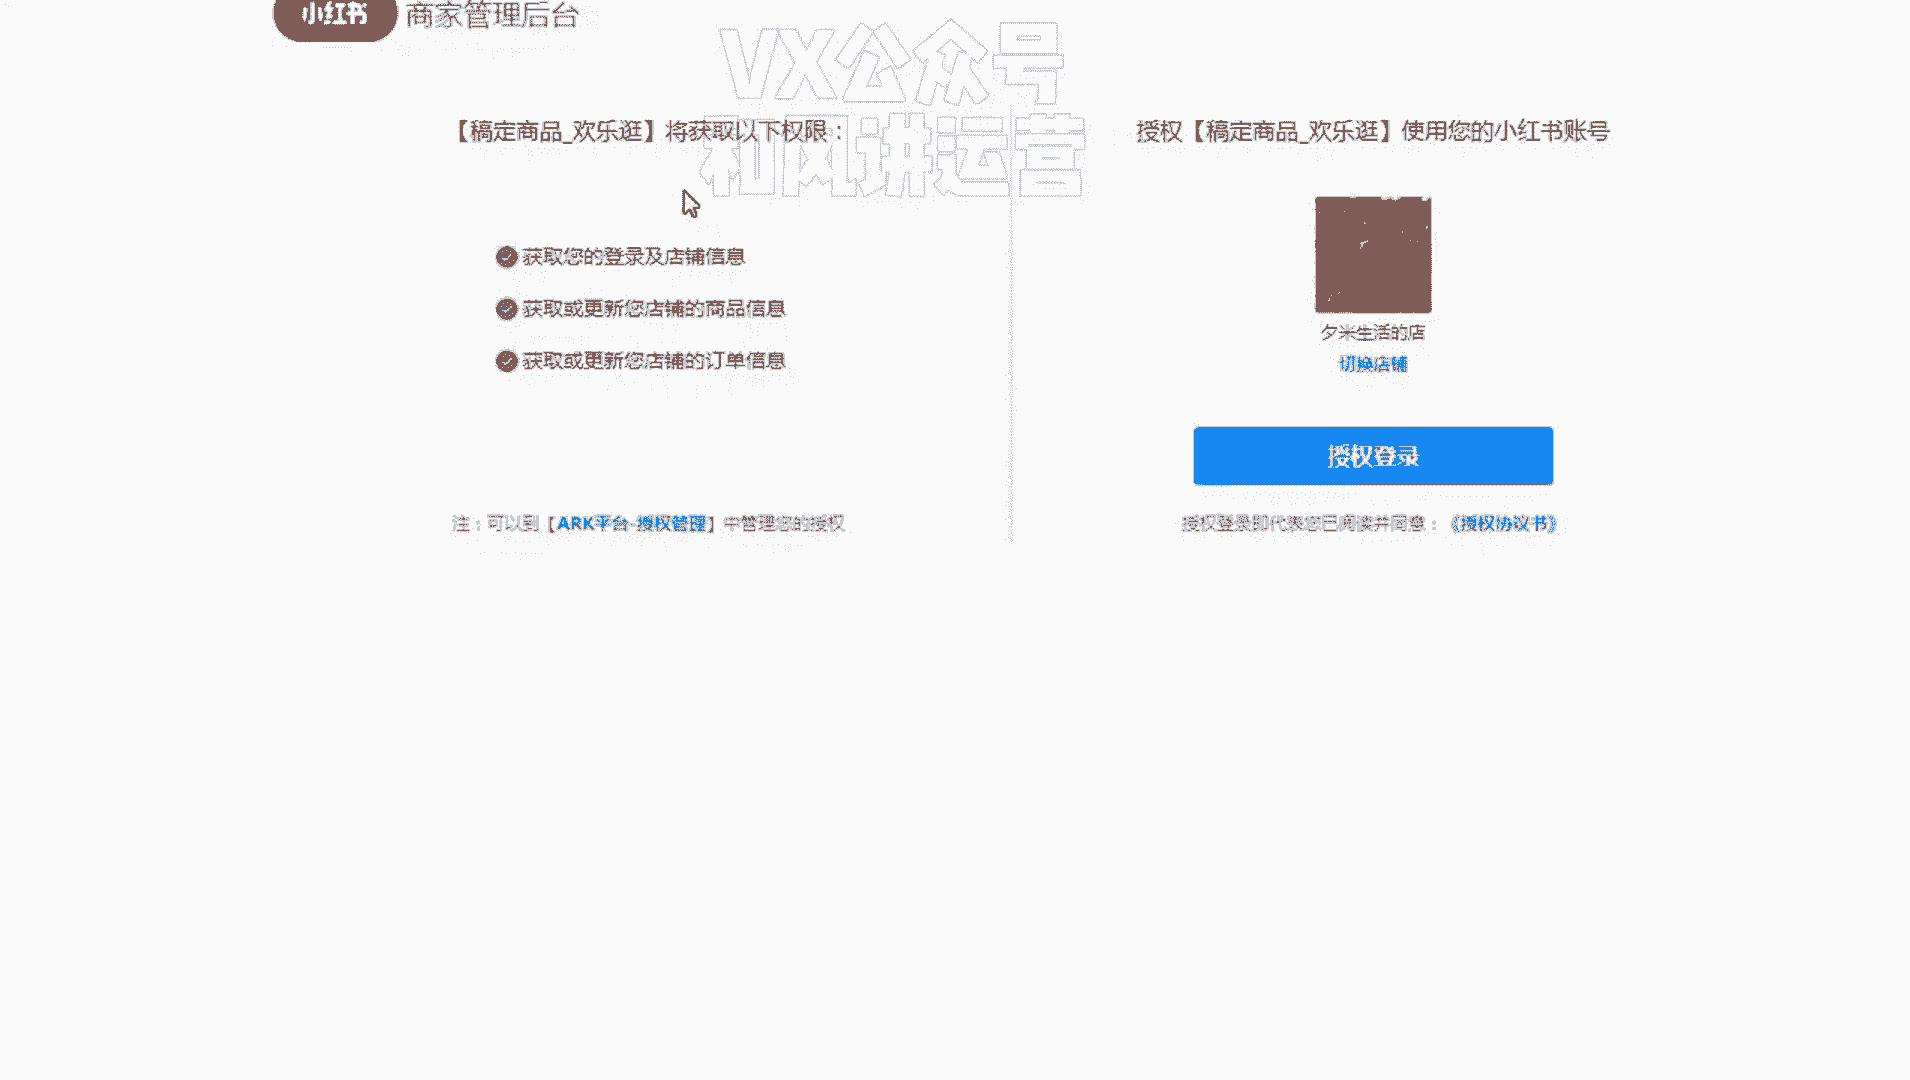 小红书 商家管理后台
VX公众号
和风讲运营
【稿定商品_欢乐逛】将获取以下权限：
获取您的登录及店铺信息
获取或更新您店铺的商品信息
获取或更新您店铺的订单信息
注：可以到【ARK平台-授权管理】中管理您的授权
授权【稿定商品_欢乐逛】使用您的小红书账号
夕米生活的店
切换店铺
授权登录
授权登录即代表您已阅读并同意：《授权协议书》